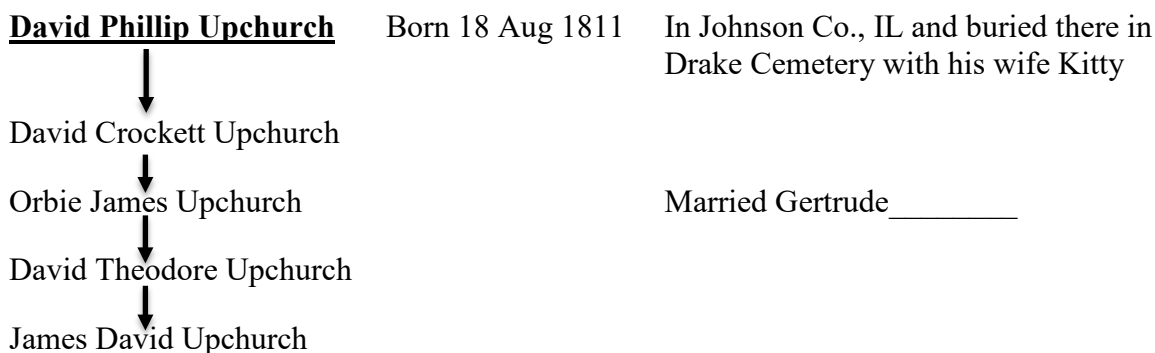 David Phillip Upchurch Born 18 Aug 1811 In Johnson Co., IL and buried there in
Drake Cemetery with his wife Kitty
David Crockett Upchurch
Orbie James Upchurch Married Gertrude________
David Theodore Upchurch
James David Upchurch